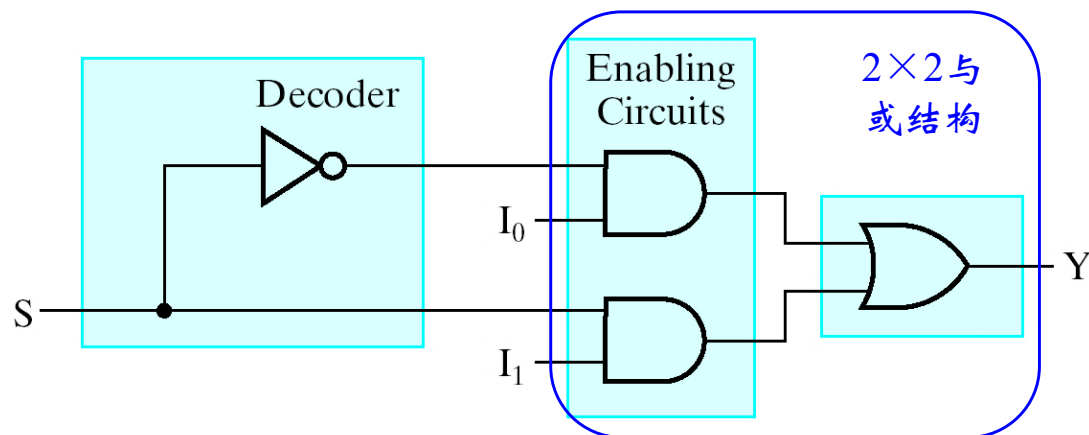 Decoder
Enabling
Circuits
2×2与
或结构
I₀
S
I₁
Y